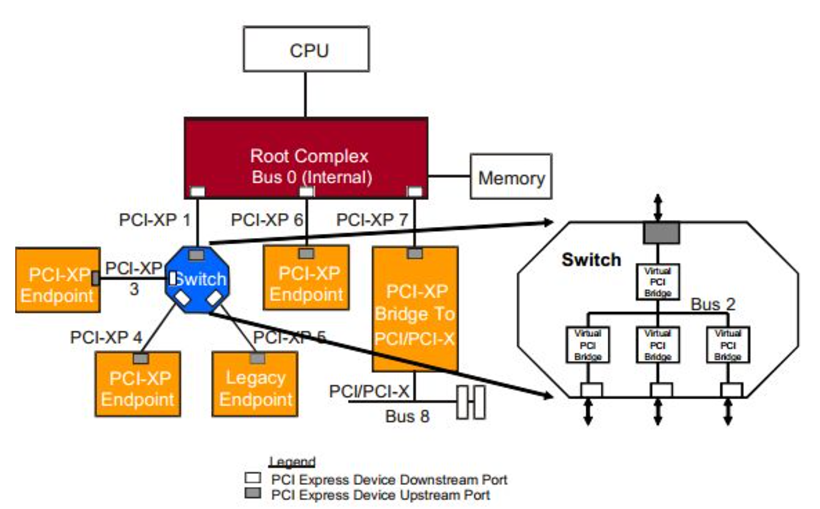 CPU
Root Complex
Bus 0 (Internal)
Memory
PCI-XP 1
PCI-XP 6
PCI-XP 7
PCI-XP
Endpoint
PCI-XP
3
Switch
PCI-XP
Endpoint
PCI-XP
Bridge To
PCI/PCI-X
PCI-XP 4
PCI-XP 5
PCI-XP
Endpoint
Legacy
Endpoint
PCI/PCI-X
Bus 8
Switch
Virtual
PCI
Bridge
Bus 2
Virtual
PCI
Bridge
Virtual
PCI
Bridge
Virtual
PCI
Bridge
Legend
PCI Express Device Downstream Port
PCI Express Device Upstream Port